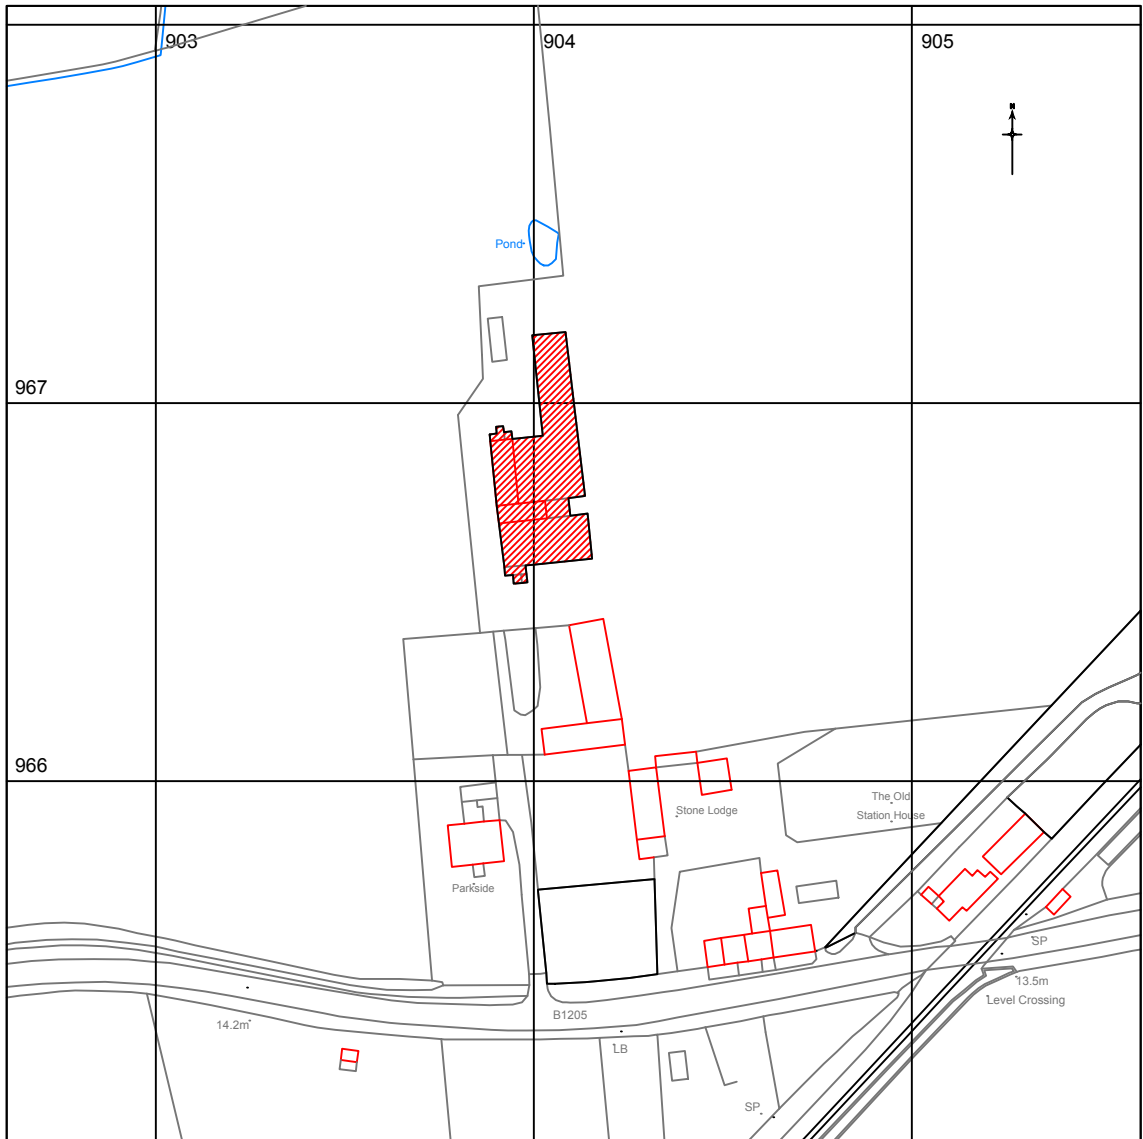 903
904
905
N
Pond
967
966
The Old
Station House
Stone Lodge
Parkside
SP
13.5m
Level Crossing
B1205
14.2m
LB
SP